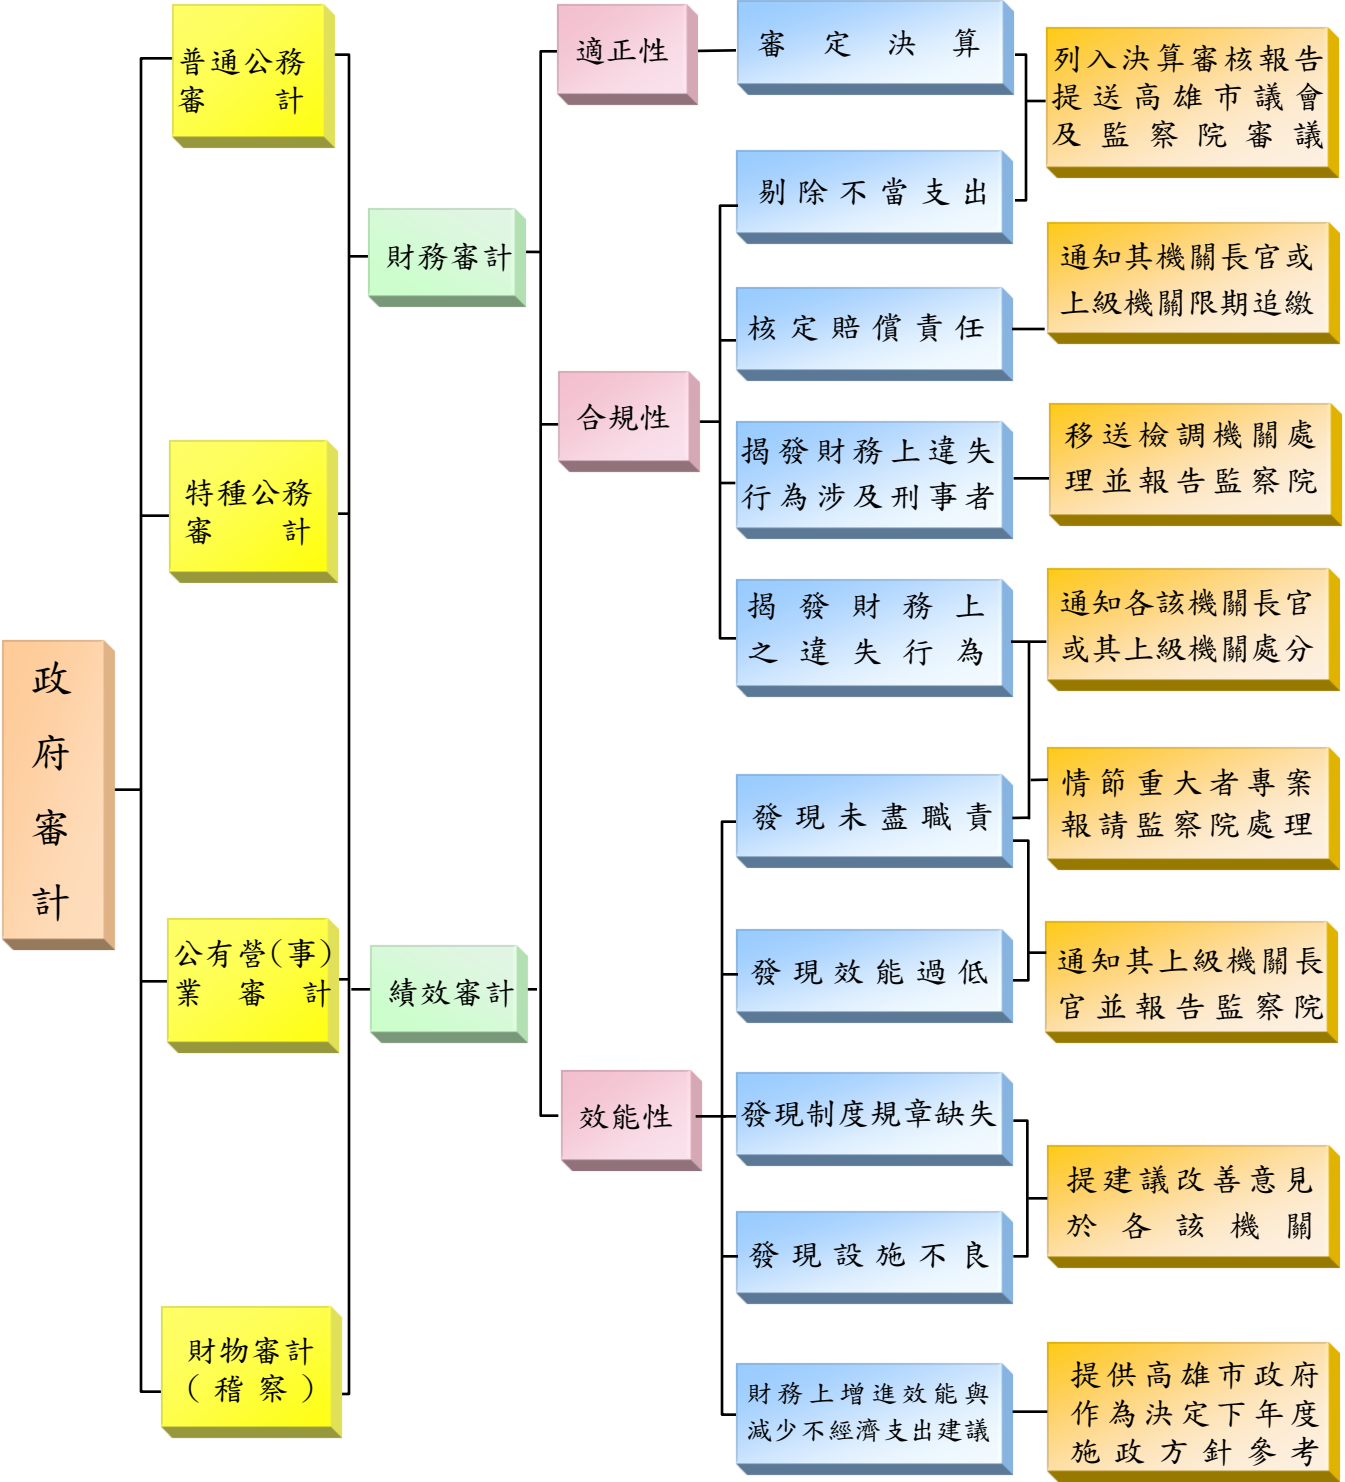 政
府
審
計
普通公務
審計
特種公務
審計
公有營(事)
業審計
財物審計
(稽察)
財務審計
績效審計
適正性
合規性
效能性
審定決算
剔除不當支出
核定賠償責任
揭發財務上違失
行為涉及刑事者
揭發財務上
之違失行為
發現未盡職責
發現效能過低
發現制度規章缺失
發現設施不良
財務上增進效能與
減少不經濟支出建議
列入決算審核報告
提送高雄市議會
及監察院審議
通知其機關長官或
上級機關限期追繳
移送檢調機關處
理並報告監察院
通知各該機關長官
或其上級機關處分
情節重大者專案
報請監察院處理
通知其上級機關長
官並報告監察院
提建議改善意見
於各該機關
提供高雄市政府
作為決定下年度
施政方針參考